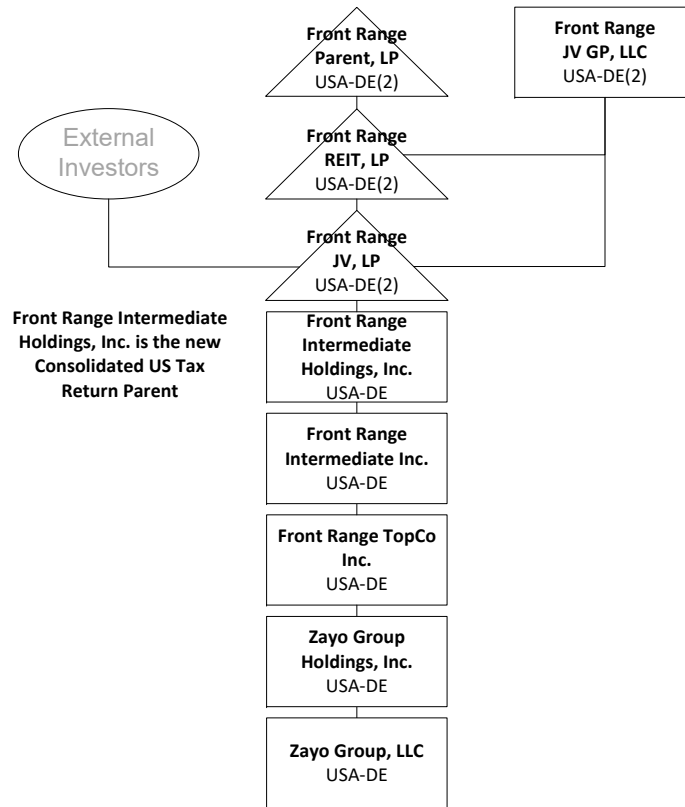 Front Range
Parent, LP
USA-DE(2)
Front Range
JV GP, LLC
USA-DE(2)
External
Investors
Front Range
REIT, LP
USA-DE(2)
Front Range
JV, LP
USA-DE(2)
Front Range Intermediate
Holdings, Inc. is the new
Consolidated US Tax
Return Parent
Front Range
Intermediate
Holdings, Inc.
USA-DE
Front Range
Intermediate Inc.
USA-DE
Front Range TopCo
Inc.
USA-DE
Zayo Group
Holdings, Inc.
USA-DE
Zayo Group, LLC
USA-DE